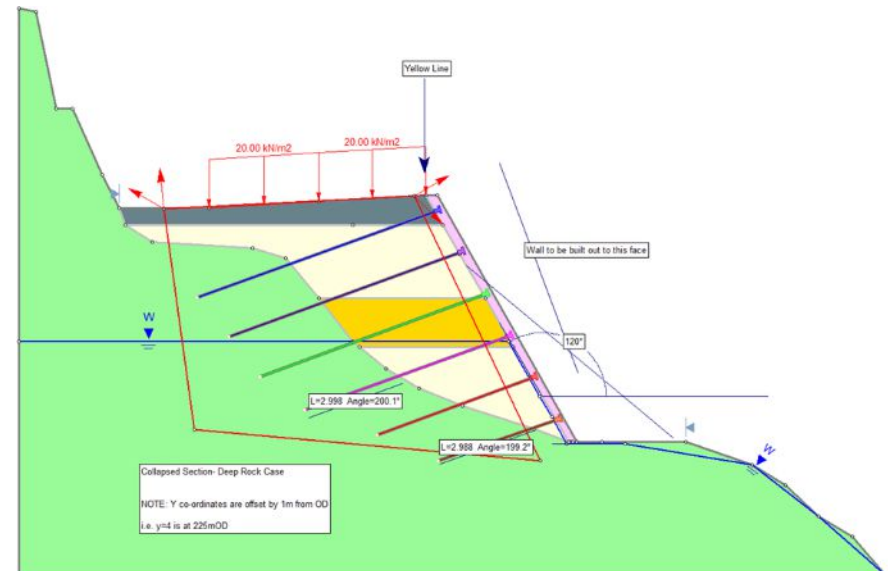 Yellow Line
20.00 kN/m2 20.00 kN/m2
Wall to be built out to this face
W
120°
L=2.998 Angle=200.1°
L=2.988 Angle=199.2°
W
Collapsed Section- Deep Rock Case
NOTE: Y co-ordinates are offset by 1m from OD
i.e. y=4 is at 225mOD